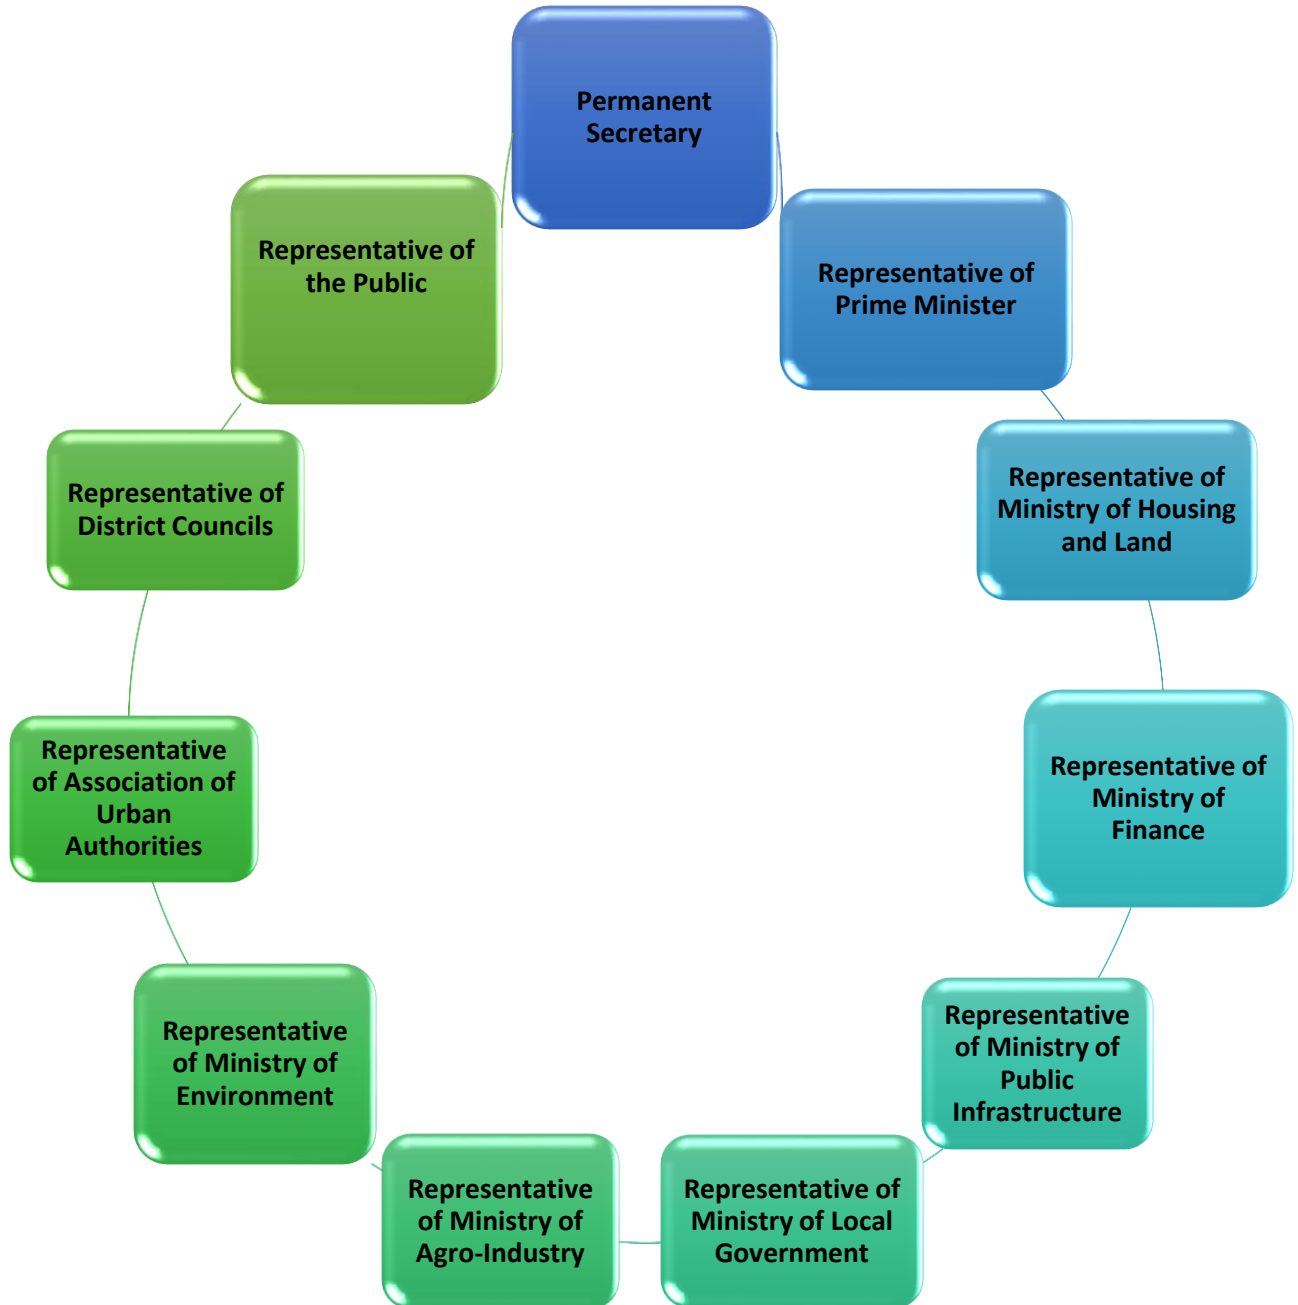 Permanent
Secretary
Representative of
Prime Minister
Representative of
Ministry of Housing
and Land
Representative of
Ministry of
Finance
Representative
of Ministry of
Public
Infrastructure
Representative of
Ministry of Local
Government
Representative
of Ministry of
Agro-Industry
Representative
of Ministry of
Environment
Representative
of Association of
Urban
Authorities
Representative of
District Councils
Representative of
the Public